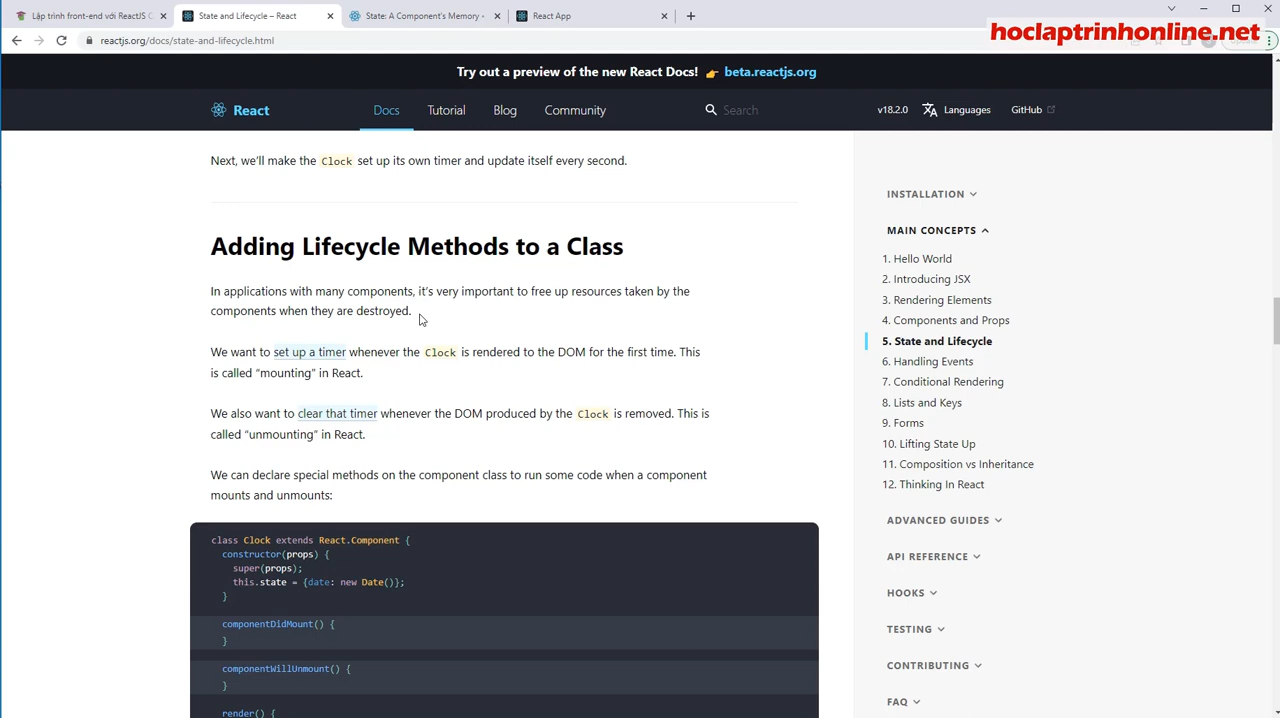 Lập trình front-end với ReactJS C
State and Lifecycle – React
State: A Component's Memory -
React App
hoclaptrinhonline.net
reactjs.org/docs/state-and-lifecycle.html
Try out a preview of the new React Docs! 👉 beta.reactjs.org
React
Docs
Tutorial
Blog
Community
Search
v18.2.0
Languages
GitHub
Next, we’ll make the Clock set up its own timer and update itself every second.
Adding Lifecycle Methods to a Class
In applications with many components, it’s very important to free up resources taken by the
components when they are destroyed.
We want to set up a timer whenever the Clock is rendered to the DOM for the first time. This
is called “mounting” in React.
We also want to clear that timer whenever the DOM produced by the Clock is removed. This is
called “unmounting” in React.
We can declare special methods on the component class to run some code when a component
mounts and unmounts:
class Clock extends React.Component {
constructor(props) {
super(props);
this.state = {date: new Date()};
}
componentDidMount() {
}
componentWillUnmount() {
}
render() {
INSTALLATION
MAIN CONCEPTS
1. Hello World
2. Introducing JSX
3. Rendering Elements
4. Components and Props
5. State and Lifecycle
6. Handling Events
7. Conditional Rendering
8. Lists and Keys
9. Forms
10. Lifting State Up
11. Composition vs Inheritance
12. Thinking In React
ADVANCED GUIDES
API REFERENCE
HOOKS
TESTING
CONTRIBUTING
FAQ